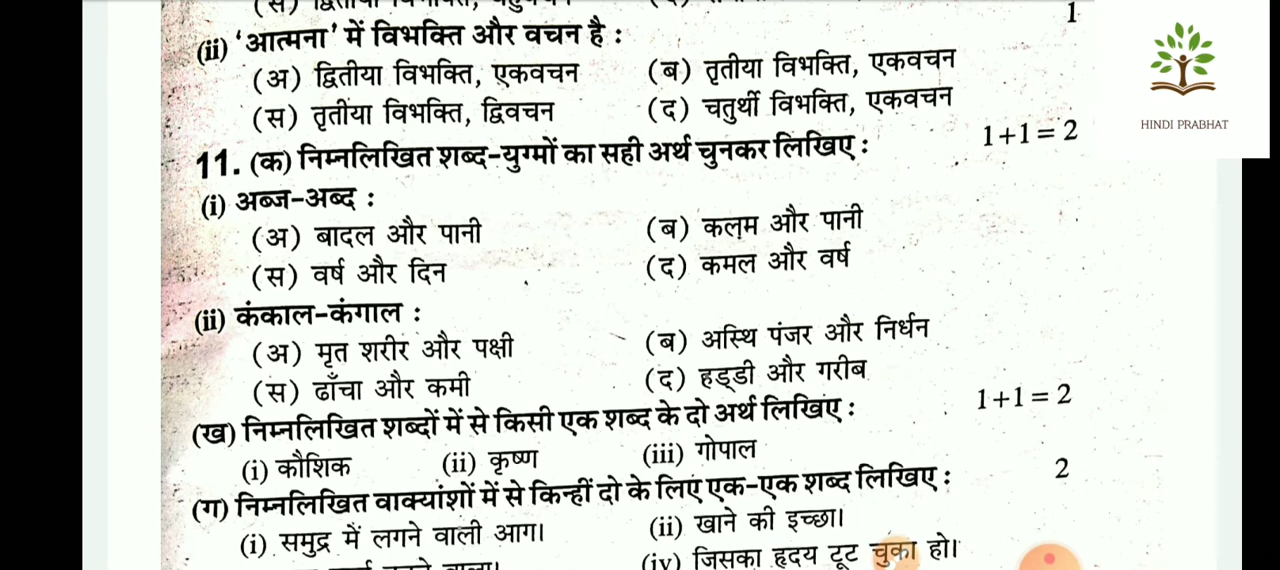 (ii) 'आत्मना' में विभक्ति और वचन है : 1
(अ) द्वितीया विभक्ति, एकवचन (ब) तृतीया विभक्ति, एकवचन
(स) तृतीया विभक्ति, द्विवचन (द) चतुर्थी विभक्ति, एकवचन
HINDI PRABHAT
11. (क) निम्नलिखित शब्द-युग्मों का सही अर्थ चुनकर लिखिए : 1+1=2
(i) अब्ज-अब्द :
(अ) बादल और पानी (ब) कलम और पानी
(स) वर्ष और दिन (द) कमल और वर्ष
(ii) कंकाल-कंगाल :
(अ) मृत शरीर और पक्षी (ब) अस्थि पंजर और निर्धन
(स) ढाँचा और कमी (द) हड्डी और गरीब
(ख) निम्नलिखित शब्दों में से किसी एक शब्द के दो अर्थ लिखिए : 1+1=2
(i) कौशिक (ii) कृष्ण (iii) गोपाल
(ग) निम्नलिखित वाक्यांशों में से किन्हीं दो के लिए एक-एक शब्द लिखिए : 2
(i) समुद्र में लगने वाली आग। (ii) खाने की इच्छा।
(iv) जिसका हृदय टूट चुका हो।